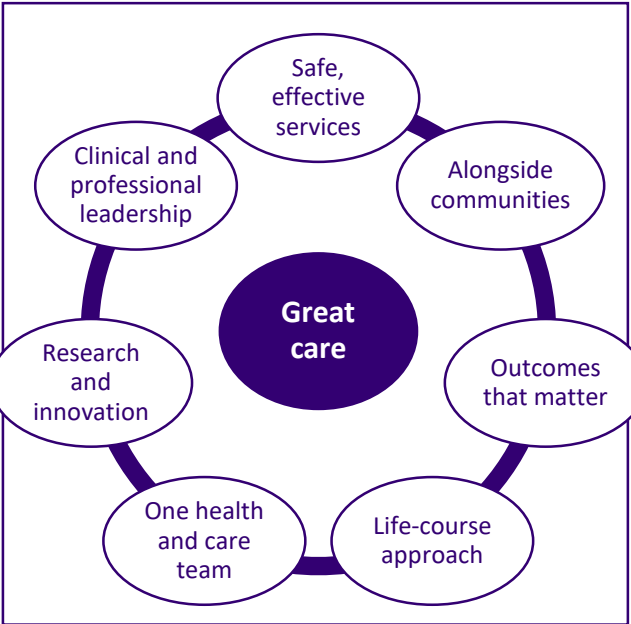 Safe,
effective
services
Alongside
communities
Outcomes
that matter
Life-course
approach
One health
and care
team
Research
and
innovation
Clinical and
professional
leadership
Great
care